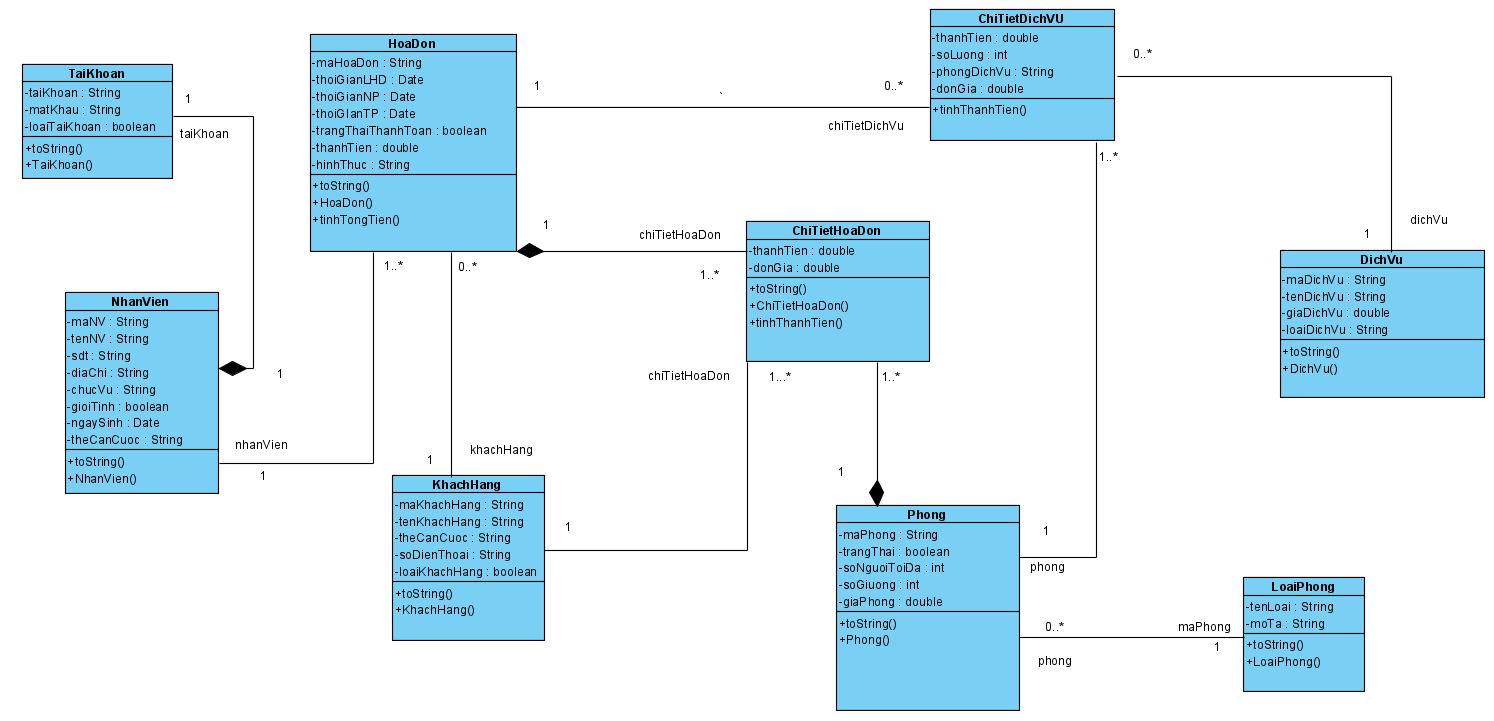 TaiKhoan
-taiKhoan : String
-matKhau : String
-loaiTaiKhoan : boolean
+toString()
+TaiKhoan()
1
taiKhoan
HoaDon
-maHoaDon : String
-thoiGianLHD : Date
-thoiGianNP : Date
-thoiGIanTP : Date
-trangThaiThanhToan : boolean
-thanhTien : double
-hinhThuc : String
+toString()
+HoaDon()
+tinhTongTien()
1
`
0..*
chiTietDichVu
ChiTietDichVU
-thanhTien : double
-soLuong : int
-phongDichVu : String
-donGia : double
+tinhThanhTien()
0..*
1..*
dichVu
1
DichVu
-maDichVu : String
-tenDichVu : String
-giaDichVu : double
-loaiDichVu : String
+toString()
+DichVu()
1
chiTietHoaDon
1..*
ChiTietHoaDon
-thanhTien : double
-donGia : double
+toString()
+ChiTietHoaDon()
+tinhThanhTien()
1..*
0..*
NhanVien
-maNV : String
-tenNV : String
-sdt : String
-diaChi : String
-chucVu : String
-gioiTinh : boolean
-ngaySinh : Date
-theCanCuoc : String
+toString()
+NhanVien()
1
nhanVien
1
chiTietHoaDon
1...*
1..*
khachHang
1
KhachHang
-maKhachHang : String
-tenKhachHang : String
-theCanCuoc : String
-soDienThoai : String
-loaiKhachHang : boolean
+toString()
+KhachHang()
1
1
Phong
-maPhong : String
-trangThai : boolean
-soNguoiToiDa : int
-soGiuong : int
-giaPhong : double
+toString()
+Phong()
1
phong
0..*
maPhong
1
phong
LoaiPhong
-tenLoai : String
-moTa : String
+toString()
+LoaiPhong()